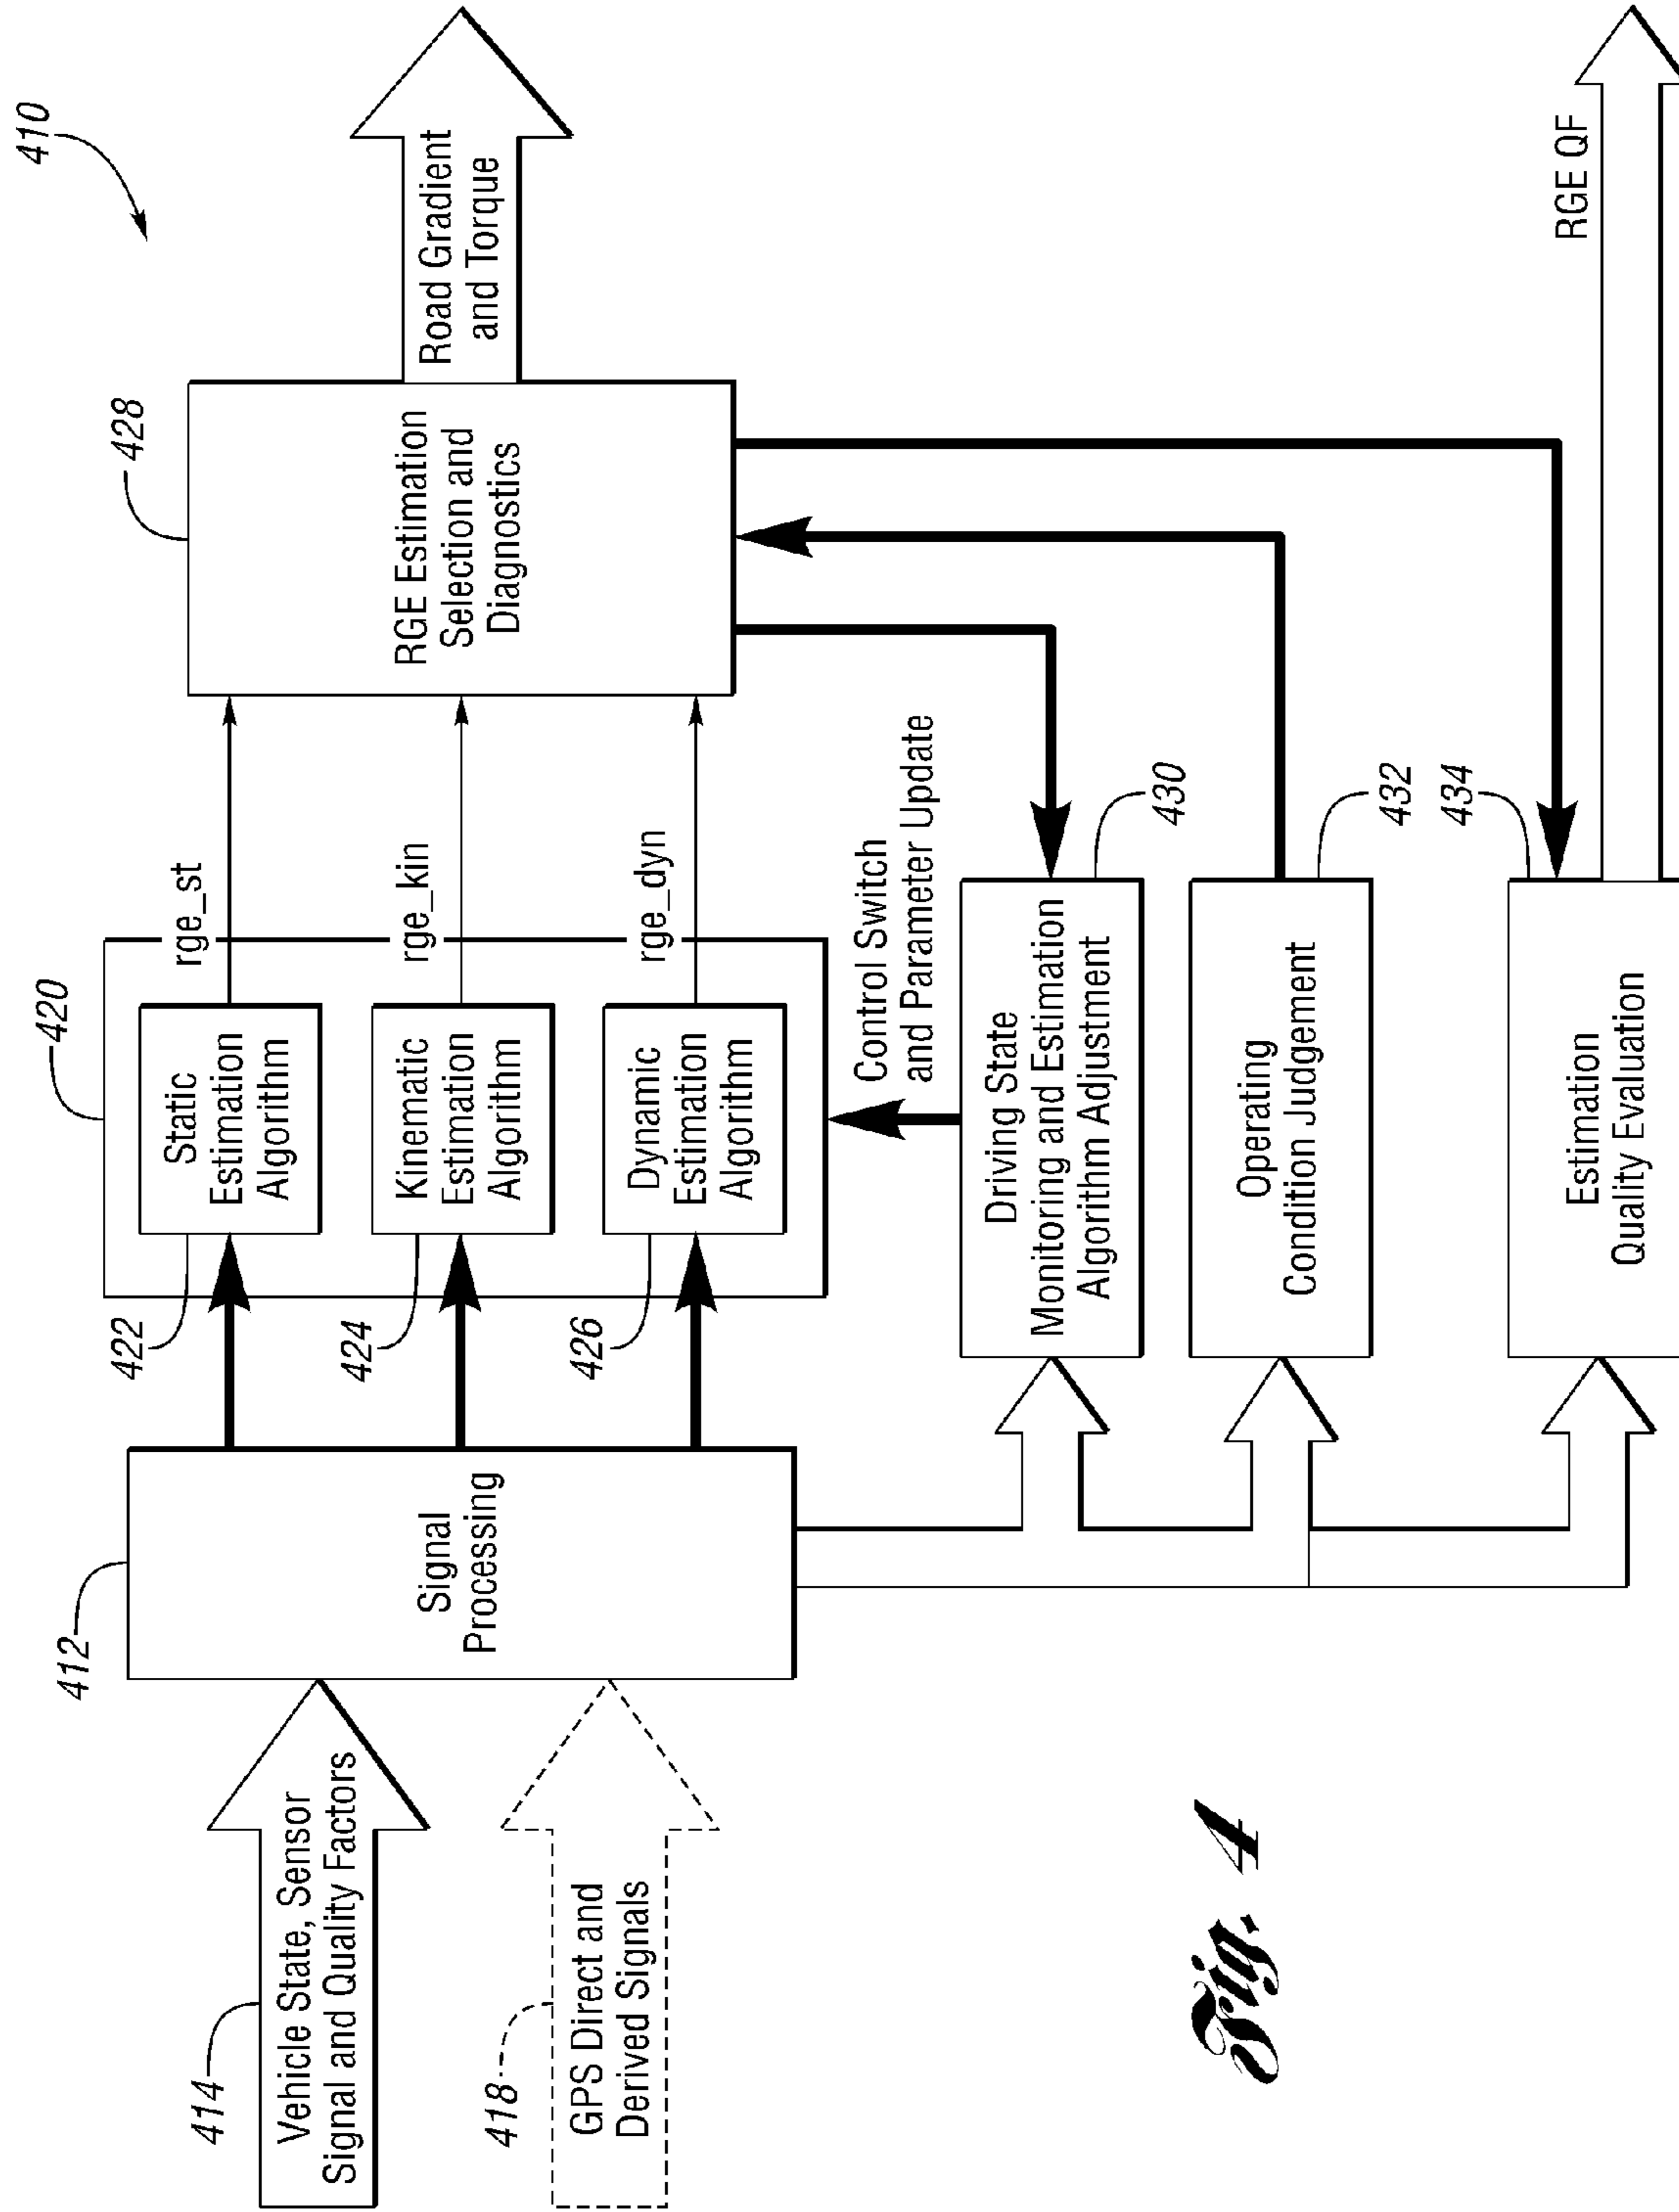 410
414
Vehicle State, Sensor
Signal and Quality Factors
418
GPS Direct and
Derived Signals
412
Signal
Processing
420
422
Static
Estimation
Algorithm
rge_st
424
Kinematic
Estimation
Algorithm
rge_kin
426
Dynamic
Estimation
Algorithm
rge_dyn
428
RGE Estimation
Selection and
Diagnostics
Road Gradient
and Torque
Control Switch
and Parameter Update
Driving State
Monitoring and Estimation
Algorithm Adjustment
430
Operating
Condition Judgement
432
434
Estimation
Quality Evaluation
RGE QF
Fig. 4